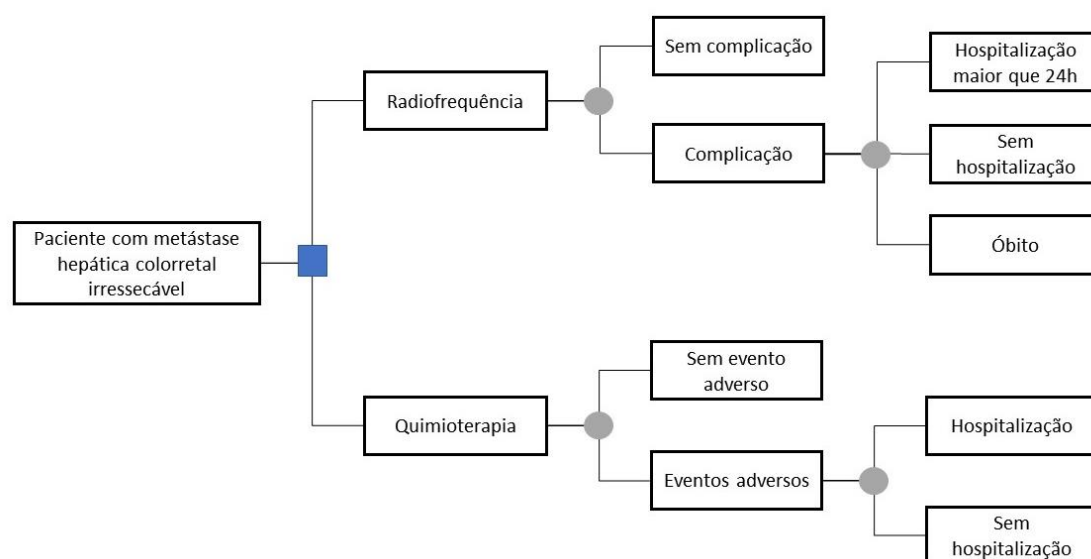 Paciente com metástase
hepática colorretal
irressecável
Radiofrequência
Sem complicação
Complicação
Hospitalização
maior que 24h
Sem
hospitalização
Óbito
Quimioterapia
Sem evento
adverso
Eventos adversos
Hospitalização
Sem
hospitalização